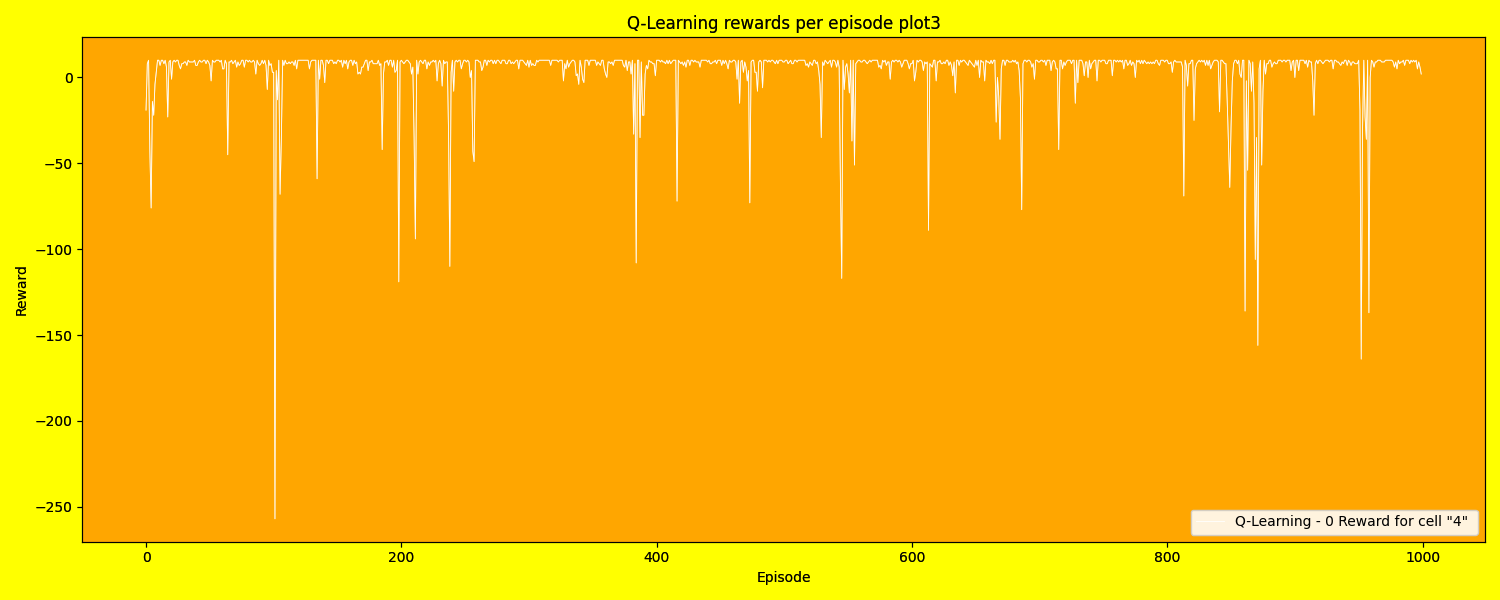 Q-Learning rewards per episode plot3
Reward
0
−50
−100
−150
−200
−250
Q-Learning - 0 Reward for cell "4"
0 200 400 600 800 1000
Episode